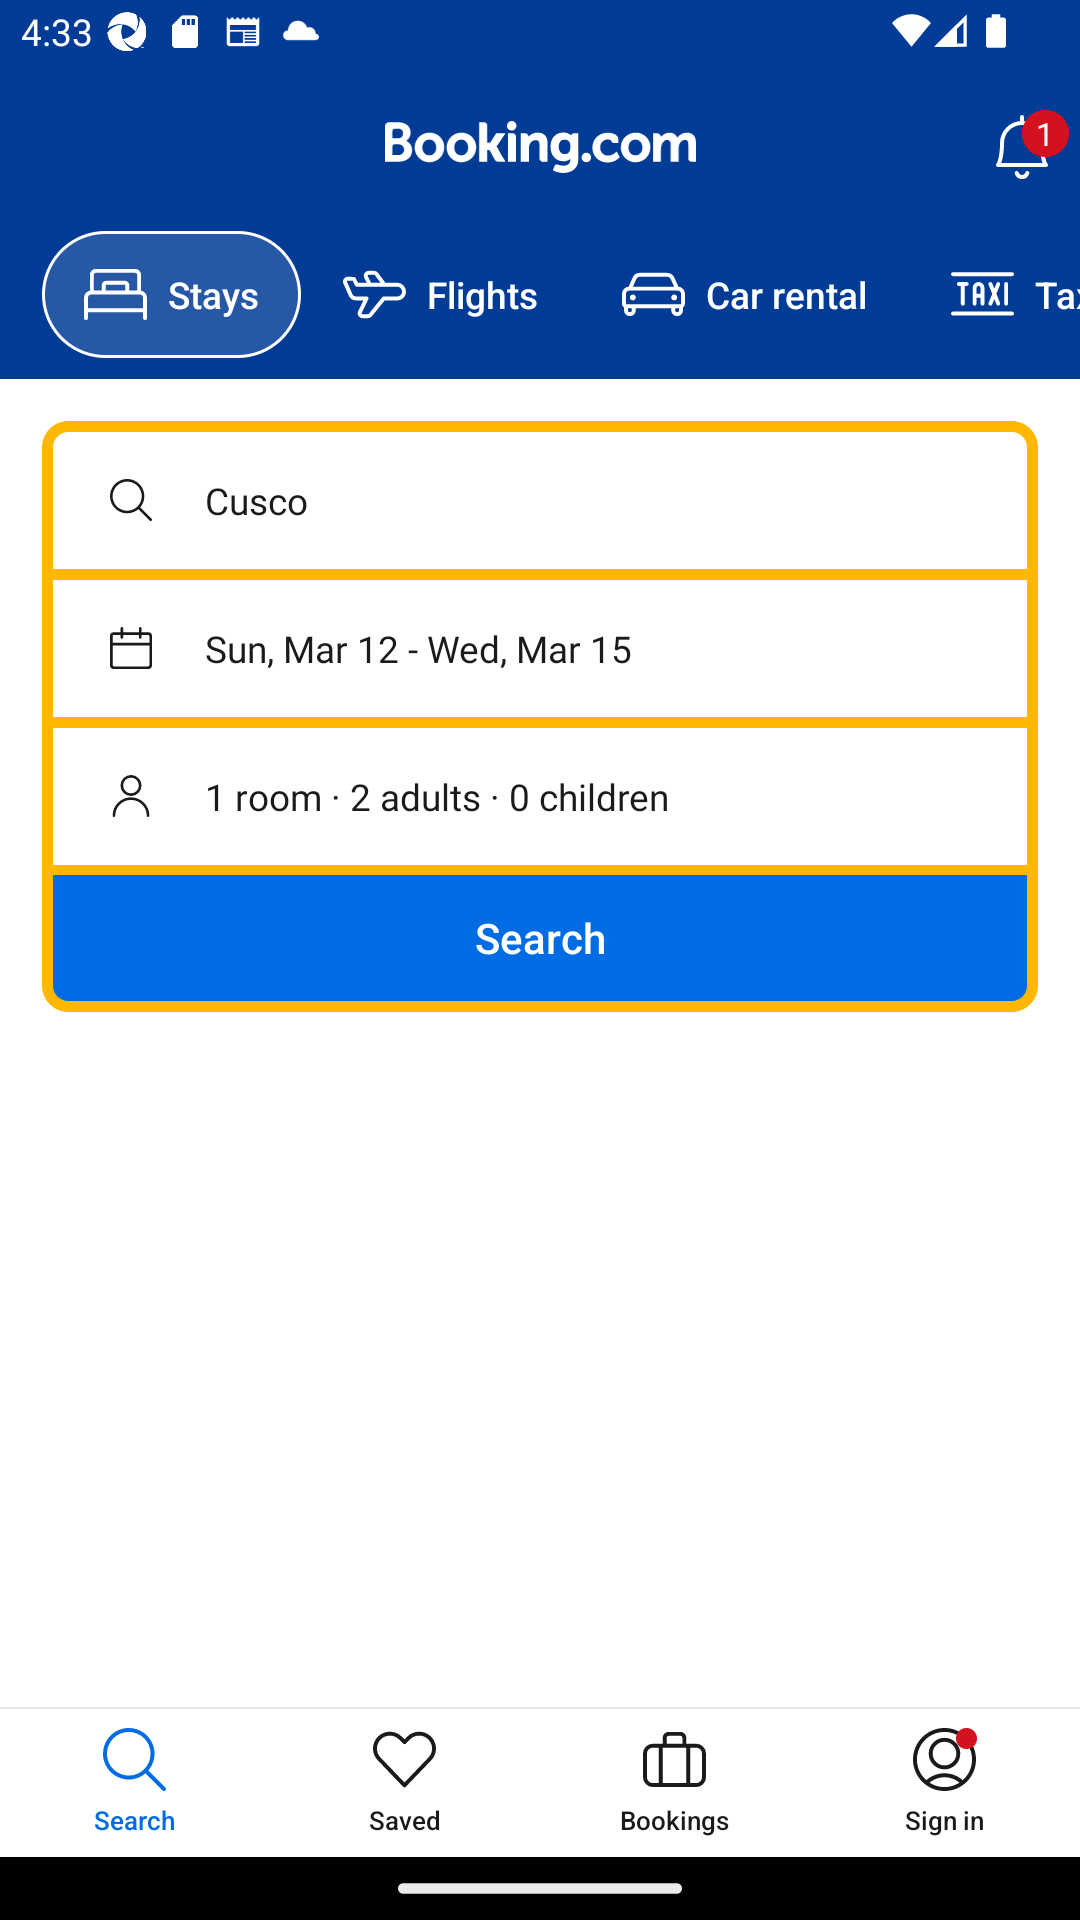 4:33
Booking.com
1
Stays
Flights
Car rental
TAXI
Tax
Cusco
Sun, Mar 12 - Wed, Mar 15
1 room · 2 adults · 0 children
Search
Search
Saved
Bookings
Sign in